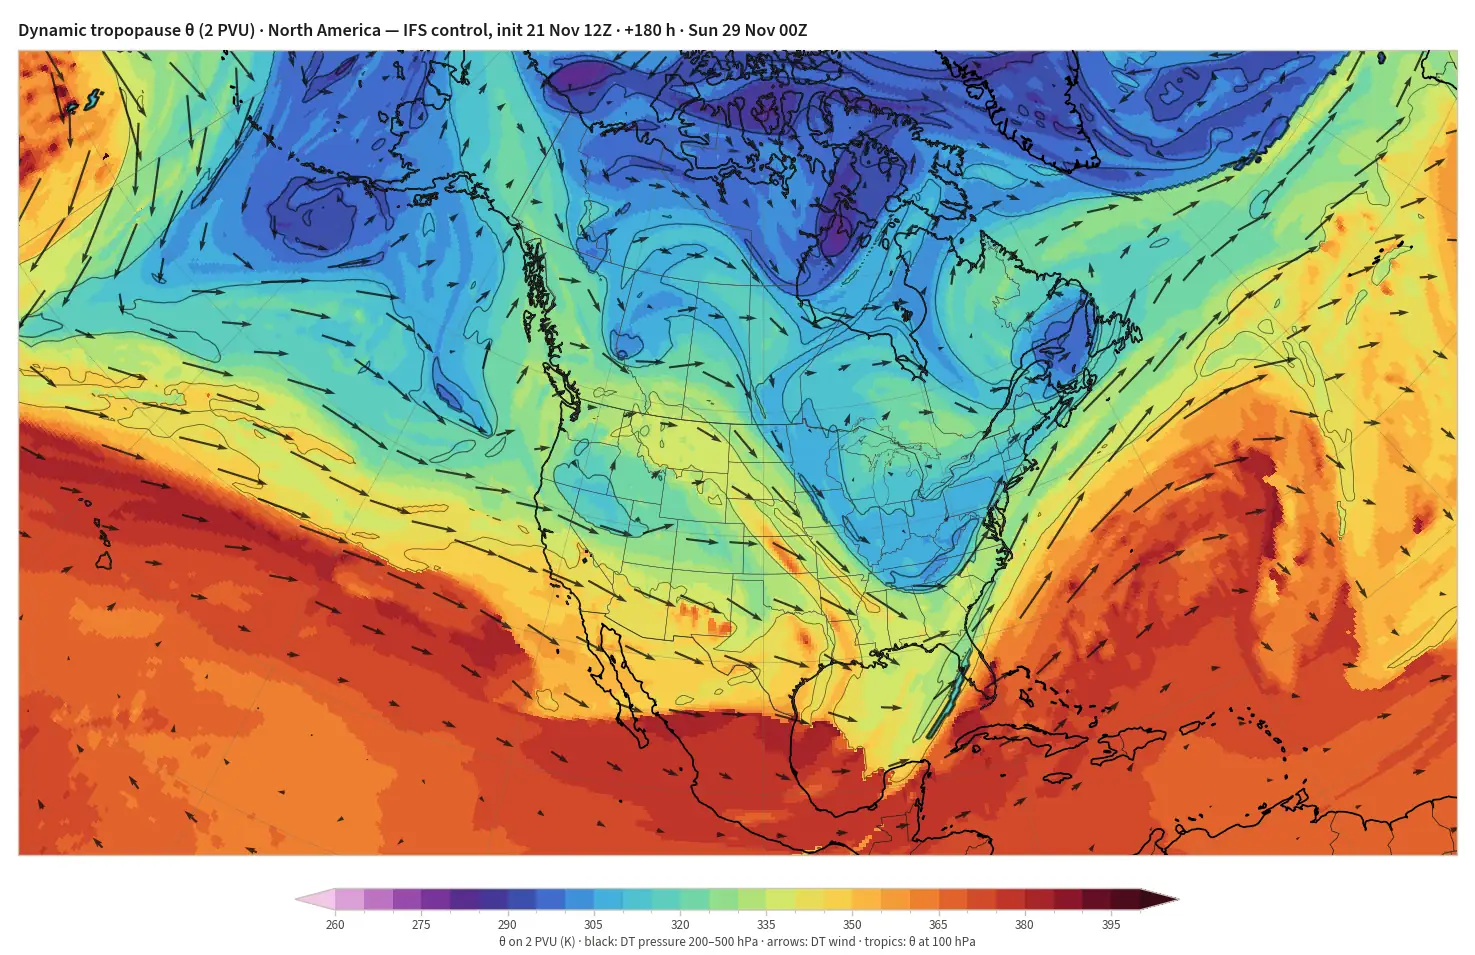 Dynamic tropopause θ (2 PVU) · North America — IFS control, init 21 Nov 12Z · +180 h · Sun 29 Nov 00Z
260 275 290 305 320 335 350 365 380 395
θ on 2 PVU (K) · black: DT pressure 200–500 hPa · arrows: DT wind · tropics: θ at 100 hPa